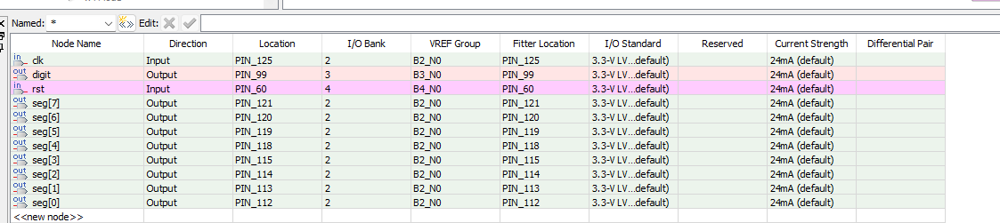 Named: * Edit:
Node Name Direction Location I/O Bank VREF Group Fitter Location I/O Standard Reserved Current Strength Differential Pair
in clk Input PIN_125 2 B2_N0 PIN_125 3.3-V LV...default) 24mA (default)
out digit Output PIN_99 3 B3_N0 PIN_99 3.3-V LV...default) 24mA (default)
in rst Input PIN_60 4 B4_N0 PIN_60 3.3-V LV...default) 24mA (default)
out seg[7] Output PIN_121 2 B2_N0 PIN_121 3.3-V LV...default) 24mA (default)
out seg[6] Output PIN_120 2 B2_N0 PIN_120 3.3-V LV...default) 24mA (default)
out seg[5] Output PIN_119 2 B2_N0 PIN_119 3.3-V LV...default) 24mA (default)
out seg[4] Output PIN_118 2 B2_N0 PIN_118 3.3-V LV...default) 24mA (default)
out seg[3] Output PIN_115 2 B2_N0 PIN_115 3.3-V LV...default) 24mA (default)
out seg[2] Output PIN_114 2 B2_N0 PIN_114 3.3-V LV...default) 24mA (default)
out seg[1] Output PIN_113 2 B2_N0 PIN_113 3.3-V LV...default) 24mA (default)
out seg[0] Output PIN_112 2 B2_N0 PIN_112 3.3-V LV...default) 24mA (default)
<<new node>>